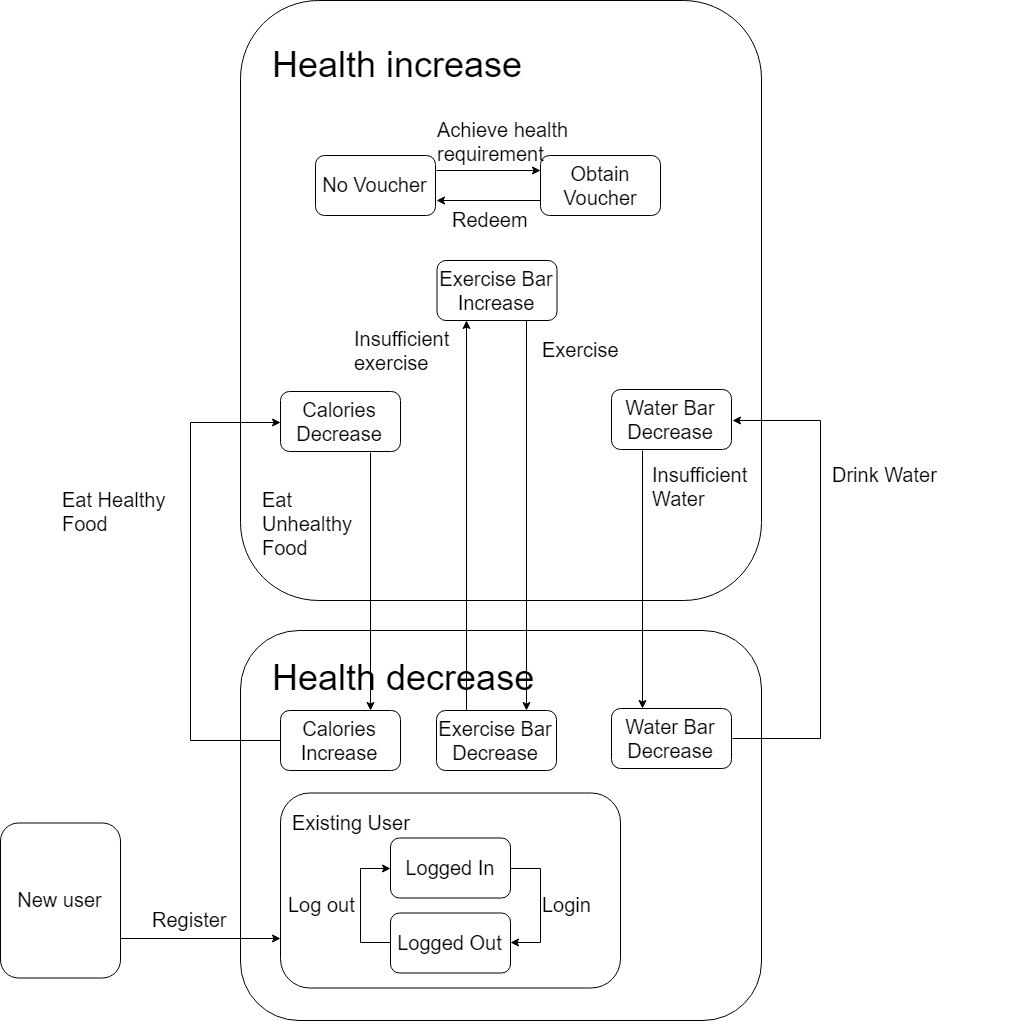 Health increase
Achieve health
requirement
No Voucher
Obtain
Voucher
Redeem
Exercise Bar
Increase
Insufficient
exercise
Exercise
Calories
Decrease
Water Bar
Decrease
Eat Healthy
Food
Eat
Unhealthy
Food
Insufficient
Water
Drink Water
Health decrease
Calories
Increase
Exercise Bar
Decrease
Water Bar
Decrease
Existing User
Logged In
New user
Register
Log out
Login
Logged Out